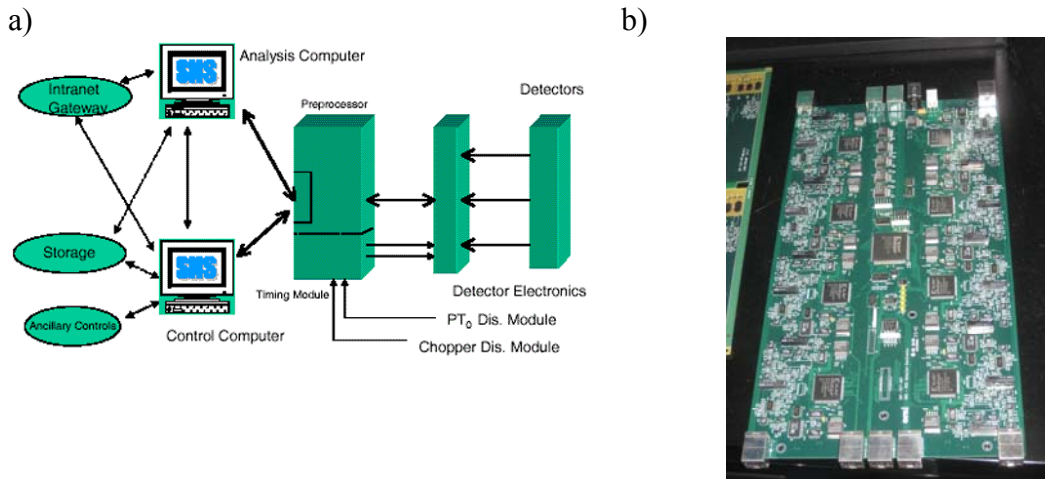 a)
b)
Analysis Computer
Intranet
Gateway
SNS
Preprocessor
Detectors
Storage
SNS
Ancillary Controls
Control Computer
Timing Module
Detector Electronics
PT0 Dis. Module
Chopper Dis. Module